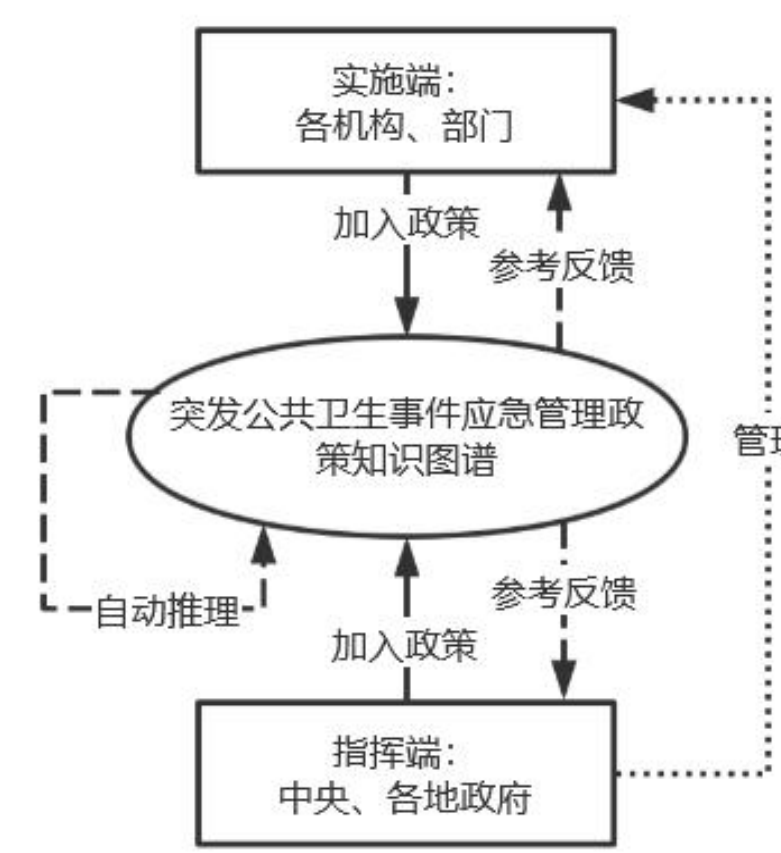 实施端：
各机构、部门
加入政策
参考反馈
突发公共卫生事件应急管理政
策知识图谱
管
自动推理
参考反馈
加入政策
指挥端：
中央、各地政府